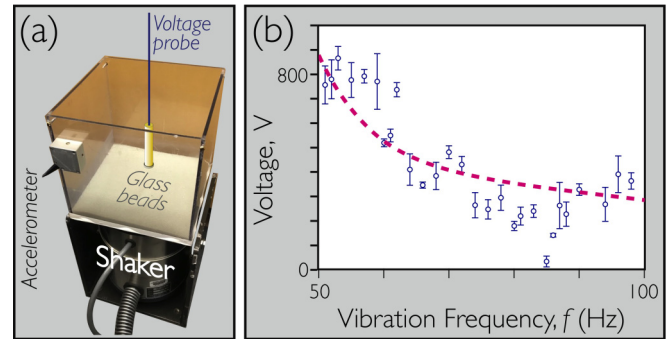 (a)
Voltage
probe
Glass
beads
Accelerometer
Shaker
(b)
Voltage, V
800
0
50
100
Vibration Frequency, f (Hz)